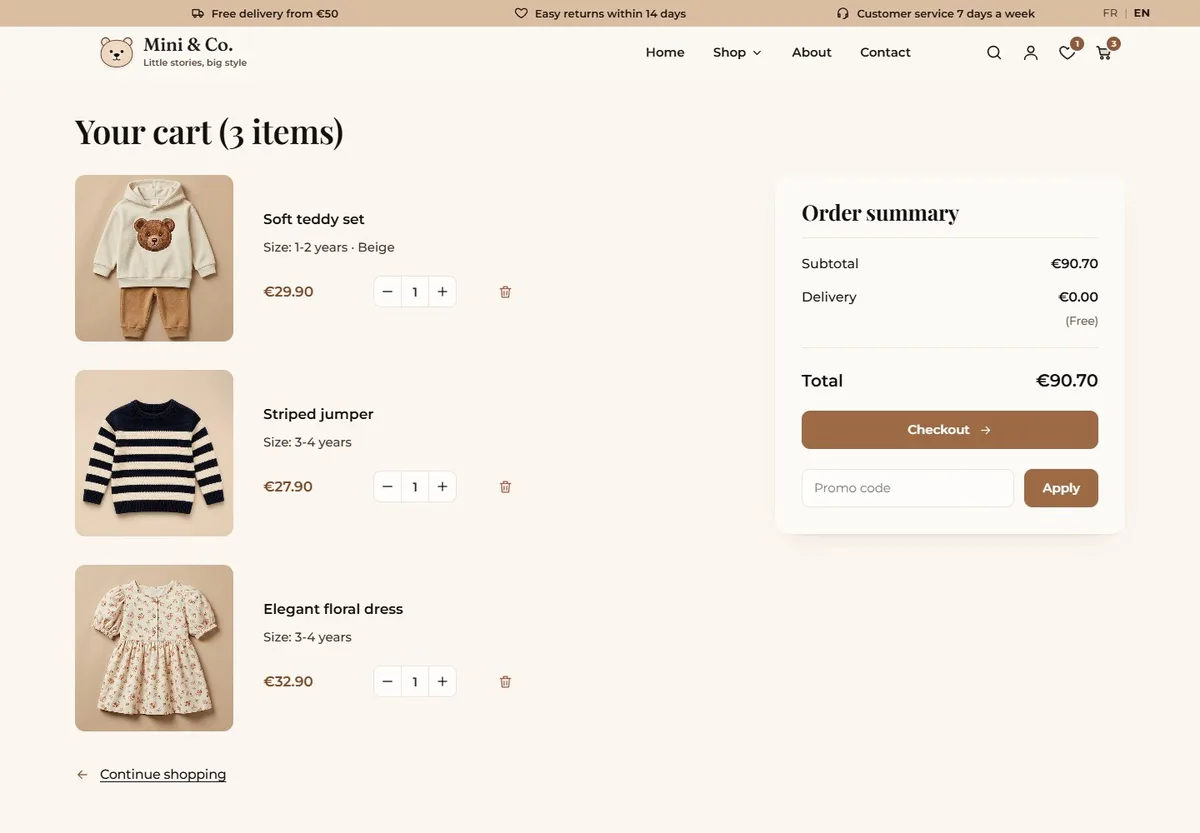 Free delivery from €50
Easy returns within 14 days
Customer service 7 days a week
FR | EN
Mini & Co.
Little stories, big style
Home
Shop
About
Contact
1
3
Your cart (3 items)
Soft teddy set
Size: 1-2 years · Beige
€29.90
− 1 +
Striped jumper
Size: 3-4 years
€27.90
− 1 +
Elegant floral dress
Size: 3-4 years
€32.90
− 1 +
← Continue shopping
Order summary
Subtotal €90.70
Delivery €0.00
(Free)
Total €90.70
Checkout →
Promo code
Apply